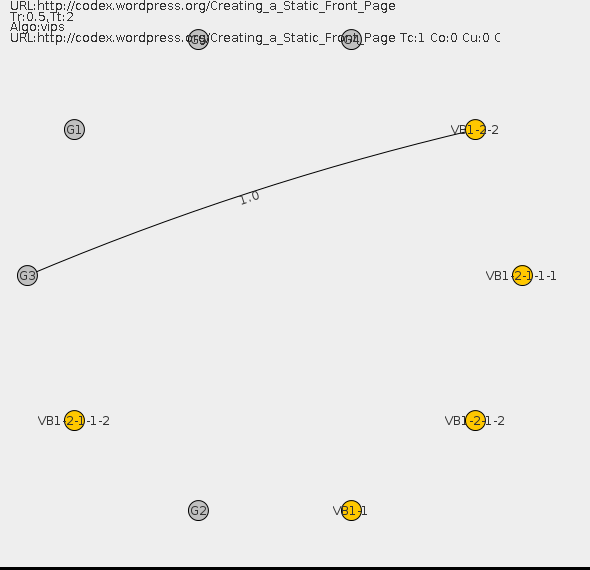 URL:http://codex.wordpress.org/Creating_a_Static_Front_Page
Tr:0.5,Tt:2
Algo:vips
URL:http://codex.wordpress.org/Creating_a_Static_Front_Page Tc:1 Co:0 Cu:0 C
G4
G1
VB1-2-2
1.0
G3
VB1-2-1-1-1
VB1-2-1-1-2
VB1-2-1-2
G2
VB1-1